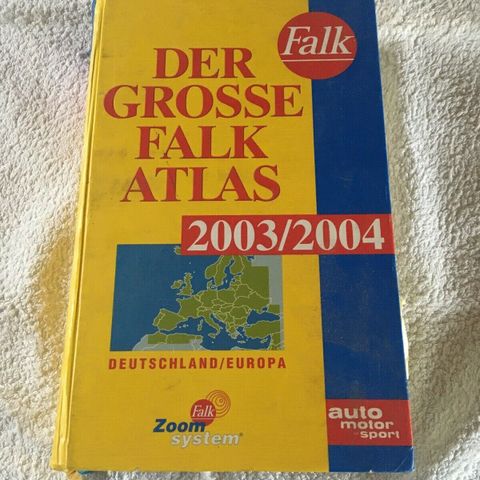 Falk
DER
GROSSE
FALK
ATLAS
2003/2004
DEUTSCHLAND/EUROPA
Falk
Zoom
system®
auto
motor
sport